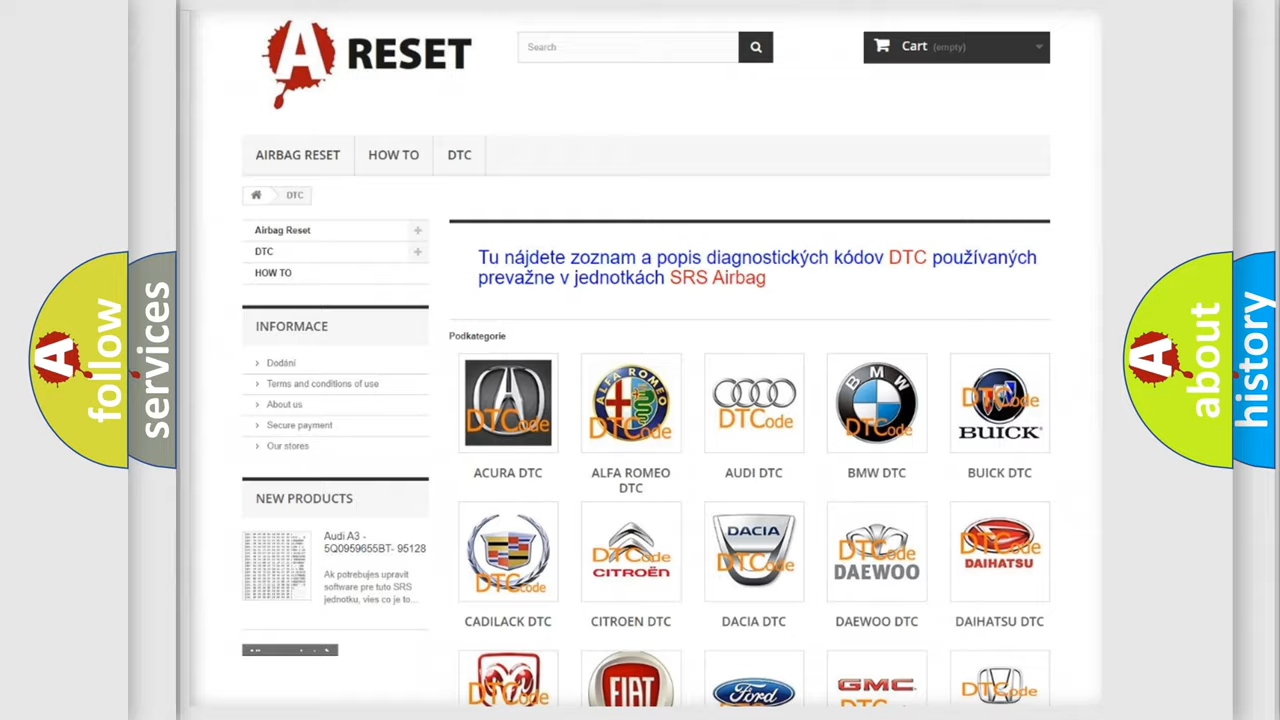 A RESET
Search
Cart (empty)
AIRBAG RESET
HOW TO
DTC
DTC
Airbag Reset
DTC
HOW TO
INFORMACE
Dodání
Terms and conditions of use
About us
Secure payment
Our stores
NEW PRODUCTS
Audi A3 -
5Q0959655BT- 95128
Ak potrebujes upravit
software pre tuto SRS
jednotku, vies co je to...
Tu nájdete zoznam a popis diagnostických kódov DTC používaných
prevažne v jednotkách SRS Airbag
Podkategorie
DTCode
ALFA ROMEO
DTCode
DTCode
BMW
DTCode
DTCode
BUICK
ACURA DTC
ALFA ROMEO
DTC
AUDI DTC
BMW DTC
BUICK DTC
DTCode
DTCode
CITROËN
DACIA
DTCode
DTCode
DAEWOO
DTCode
DAIHATSU
CADILACK DTC
CITROEN DTC
DACIA DTC
DAEWOO DTC
DAIHATSU DTC
DTCode
FIAT
Ford
GMC
DTCode
A follow
services
A about
history